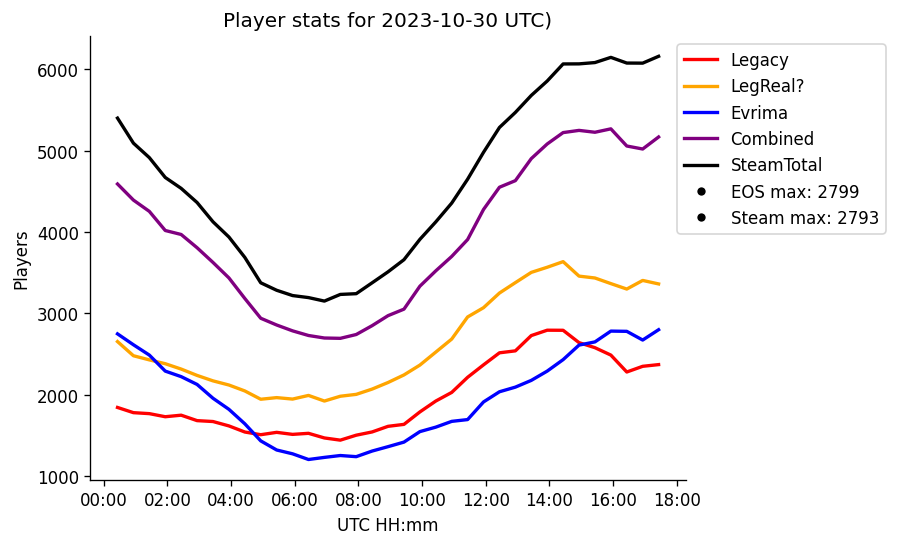 Player stats for 2023-10-30 UTC)
Legacy
LegReal?
Evrima
Combined
SteamTotal
EOS max: 2799
Steam max: 2793
Players
6000
5000
4000
3000
2000
1000
00:00 02:00 04:00 06:00 08:00 10:00 12:00 14:00 16:00 18:00
UTC HH:mm